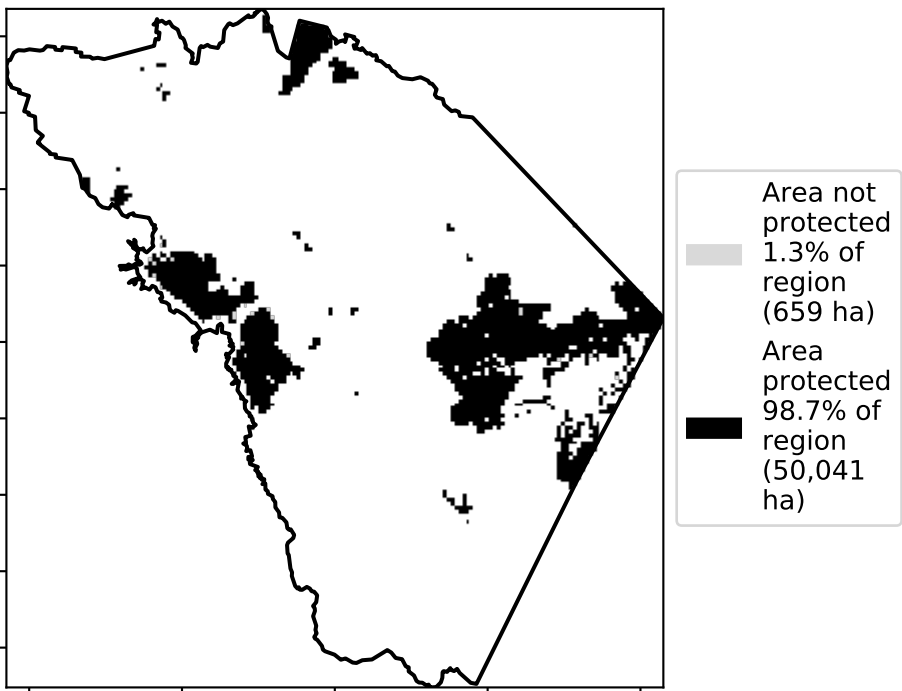 Area not
protected
1.3% of
region
(659 ha)
Area
protected
98.7% of
region
(50,041
ha)